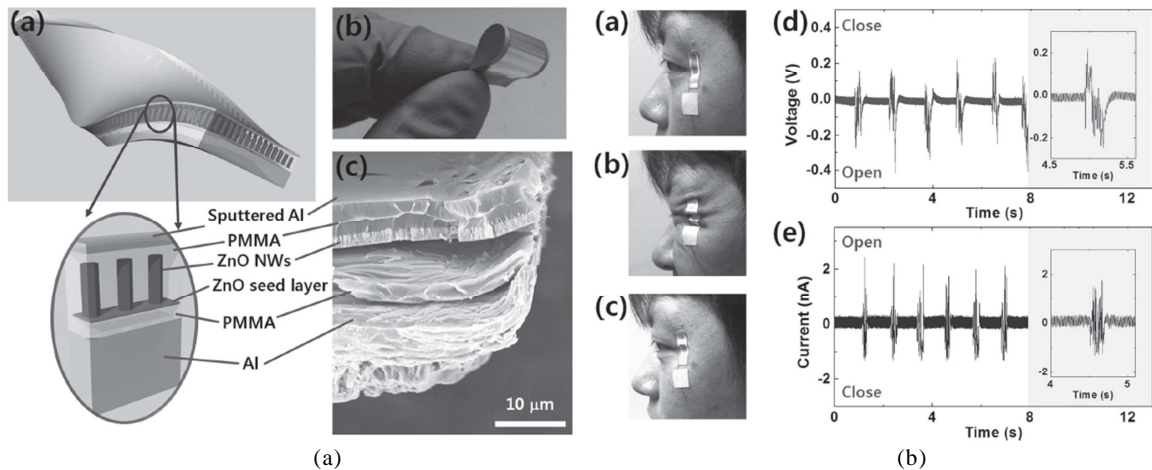 (a)
(b)
Sputtered Al
PMMA
ZnO NWs
ZnO seed layer
PMMA
Al
(c)
10 μm
(a)
(a)
(b)
(c)
(d)
Close
Open
Voltage (V)
0.4
0.2
0.0
-0.2
-0.4
0
4
8
12
Time (s)
0.2
0.0
-0.2
4.5
5.5
Time (s)
(e)
Open
Close
Current (nA)
2
0
-2
0
4
8
12
Time (s)
2
0
-2
4
5
Time (s)
(b)